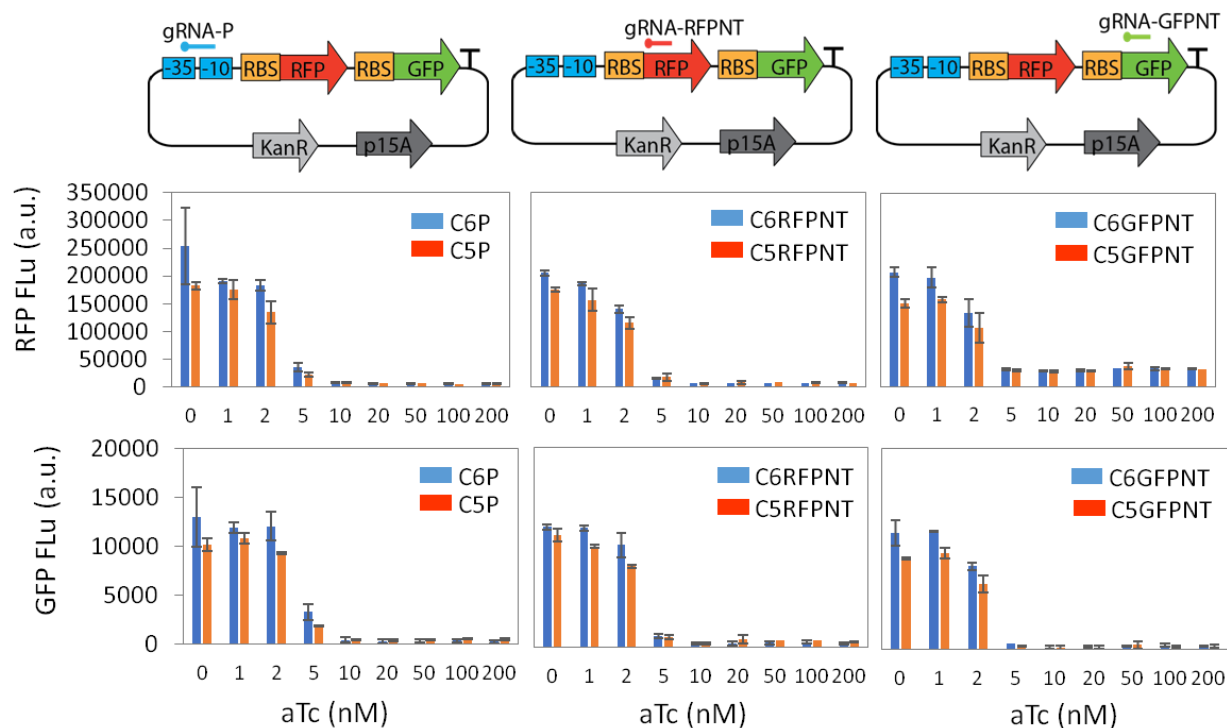 gRNA-P gRNA-RFPNT gRNA-GFPNT
-35 -10 RBS RFP RBS GFP T -35 -10 RBS RFP RBS GFP T -35 -10 RBS RFP RBS GFP T
KanR p15A KanR p15A KanR p15A
RFP FLu (a.u.)
350000
300000
250000
200000
150000
100000
50000
0
C6P
C5P
C6RFPNT
C5RFPNT
C6GFPNT
C5GFPNT
0 1 2 5 10 20 50 100 200 0 1 2 5 10 20 50 100 200 0 1 2 5 10 20 50 100 200
GFP FLu (a.u.)
20000
15000
10000
5000
0
C6P
C5P
C6RFPNT
C5RFPNT
C6GFPNT
C5GFPNT
0 1 2 5 10 20 50 100 200 0 1 2 5 10 20 50 100 200 0 1 2 5 10 20 50 100 200
aTc (nM) aTc (nM) aTc (nM)